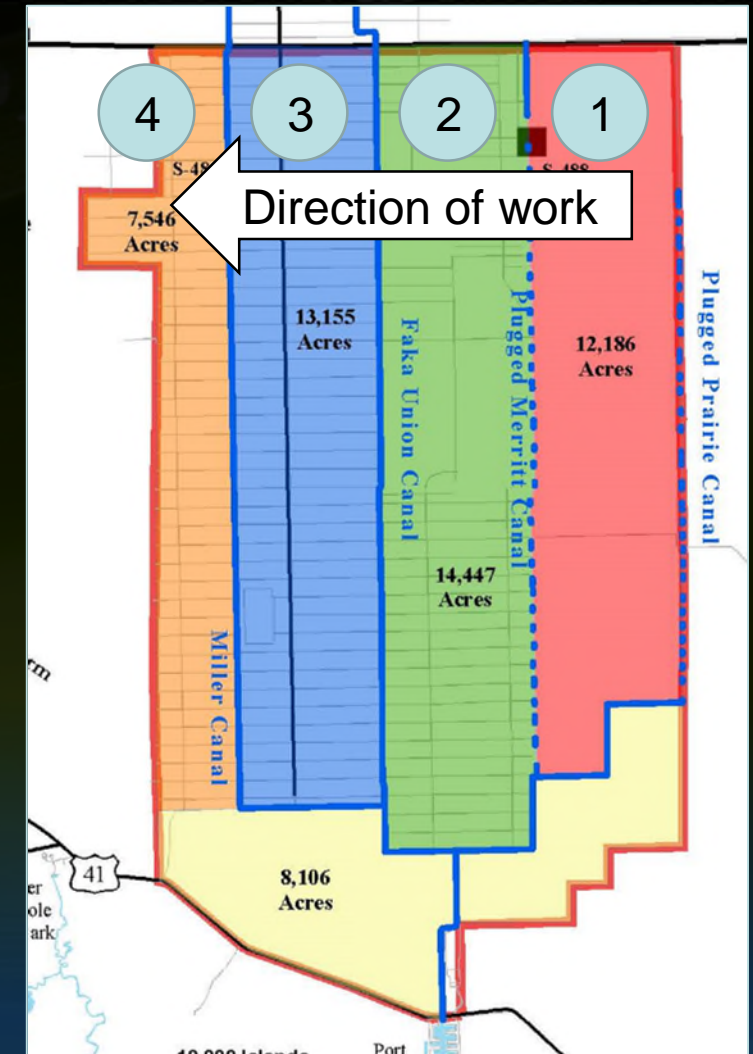 4
3
2
1
Direction of work
7,546
Acres
13,155
Acres
12,186
Acres
14,447
Acres
8,106
Acres
Miller Canal
Faka Union Canal
Plugged Merritt Canal
Plugged Prairie Canal
41
Port